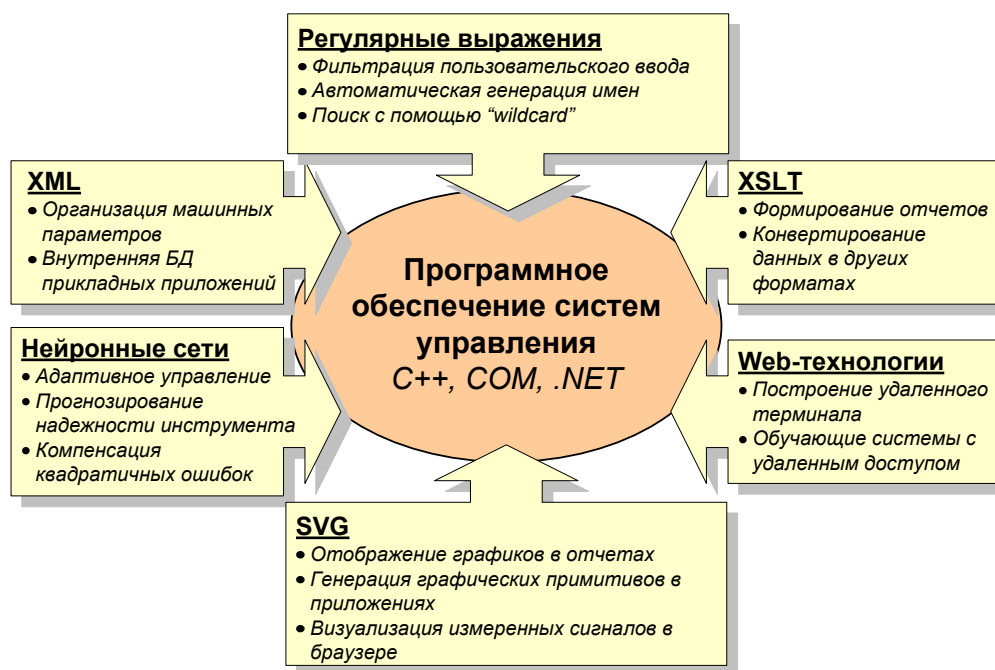 Регулярные выражения
• Фильтрация пользовательского ввода
• Автоматическая генерация имен
• Поиск с помощью “wildcard”
XML
• Организация машинных
параметров
• Внутренняя БД
прикладных приложений
XSLT
• Формирование отчетов
• Конвертирование
данных в других
форматах
Программное
обеспечение систем
управления
C++, COM, .NET
Нейронные сети
• Адаптивное управление
• Прогнозирование
надежности инструмента
• Компенсация
квадратичных ошибок
Web-технологии
• Построение удаленного
терминала
• Обучающие системы с
удаленным доступом
SVG
• Отображение графиков в отчетах
• Генерация графических примитивов в
приложениях
• Визуализация измеренных сигналов в
браузере